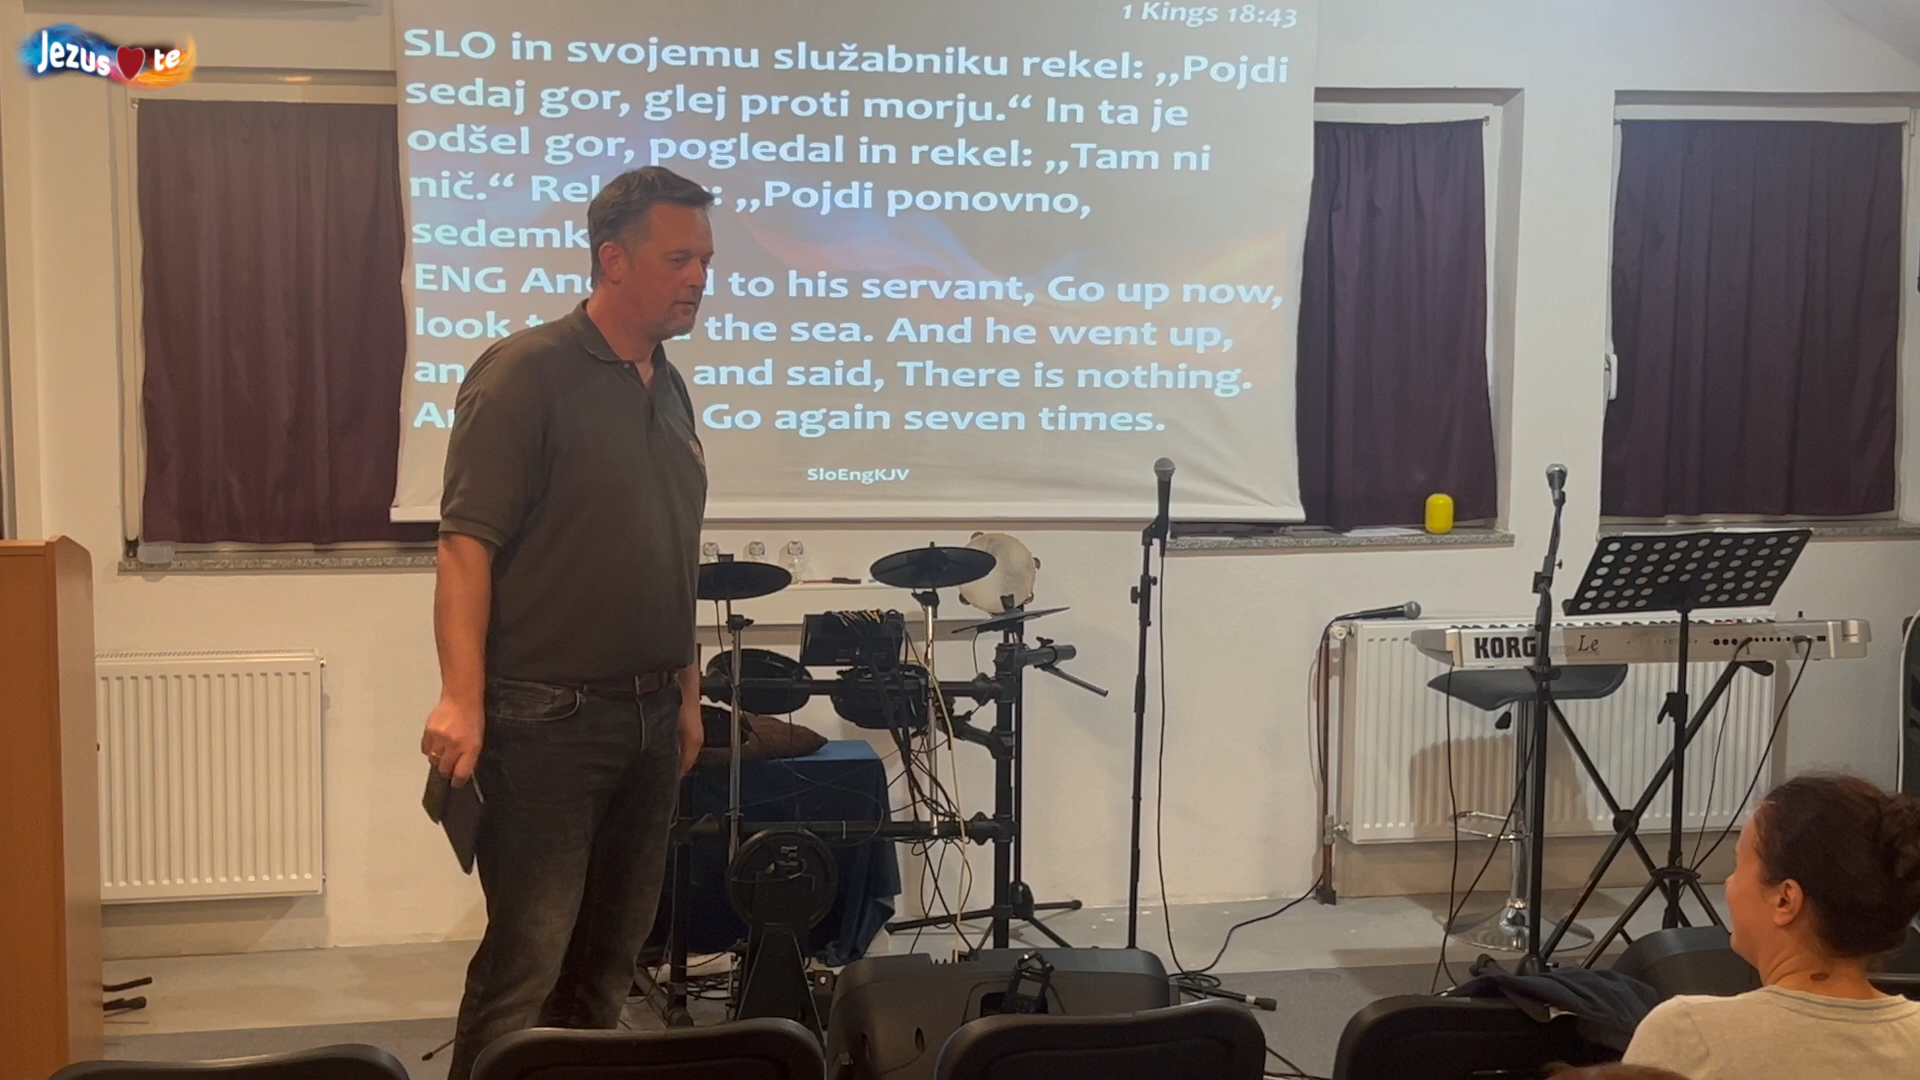 Jezus te
1 Kings 18:43
SLO in svojemu služabniku rekel: ,,Pojdi
sedaj gor, glej proti morju.“ In ta je
odšel gor, pogledal in rekel: ,,Tam ni
nič.“ : ,,Pojdi ponovno,
ENG to his servant, Go up now,
look the sea. And he went up,
and said, There is nothing.
Go again seven times.
SloEngKJV
KORG Le